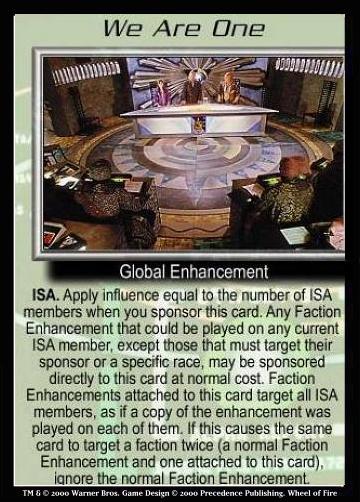 We Are One
Global Enhancement
ISA. Apply influence equal to the number of ISA
members when you sponsor this card. Any Faction
Enhancement that could be played on any current
ISA member, except those that must target their
sponsor or a specific race, may be sponsored
directly to this card at normal cost. Faction
Enhancements attached to this card target all ISA
members, as if a copy of the enhancement was
played on each of them. If this causes the same
card to target a faction twice (a normal Faction
Enhancement and one attached to this card),
ignore the normal Faction Enhancement.
TM & © 2000 Warner Bros. Game Design © 2000 Precedence Publishing. Wheel of Fire